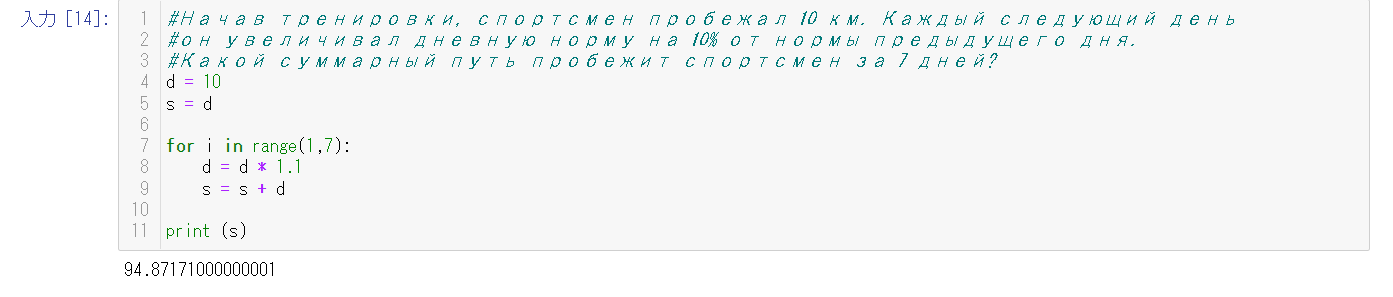 入力 [14]:
1 #Начав тренировки, спортсмен пробежал 10 км. Каждый следующий день
2 #он увеличивал дневную норму на 10% от нормы предыдущего дня.
3 #Какой суммарный путь пробежит спортсмен за 7 дней?
4 d = 10
5 s = d
6
7 for i in range(1,7):
8     d = d * 1.1
9     s = s + d
10
11 print (s)
94.87171000000001